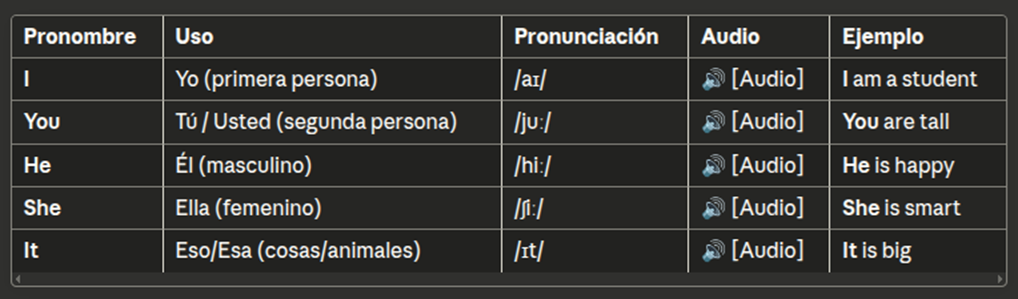 Pronombre Uso Pronunciación Audio Ejemplo
I Yo (primera persona) /aɪ/ 🔊 [Audio] I am a student
You Tú / Usted (segunda persona) /juː/ 🔊 [Audio] You are tall
He Él (masculino) /hiː/ 🔊 [Audio] He is happy
She Ella (femenino) /ʃiː/ 🔊 [Audio] She is smart
It Eso/Esa (cosas/animales) /ɪt/ 🔊 [Audio] It is big